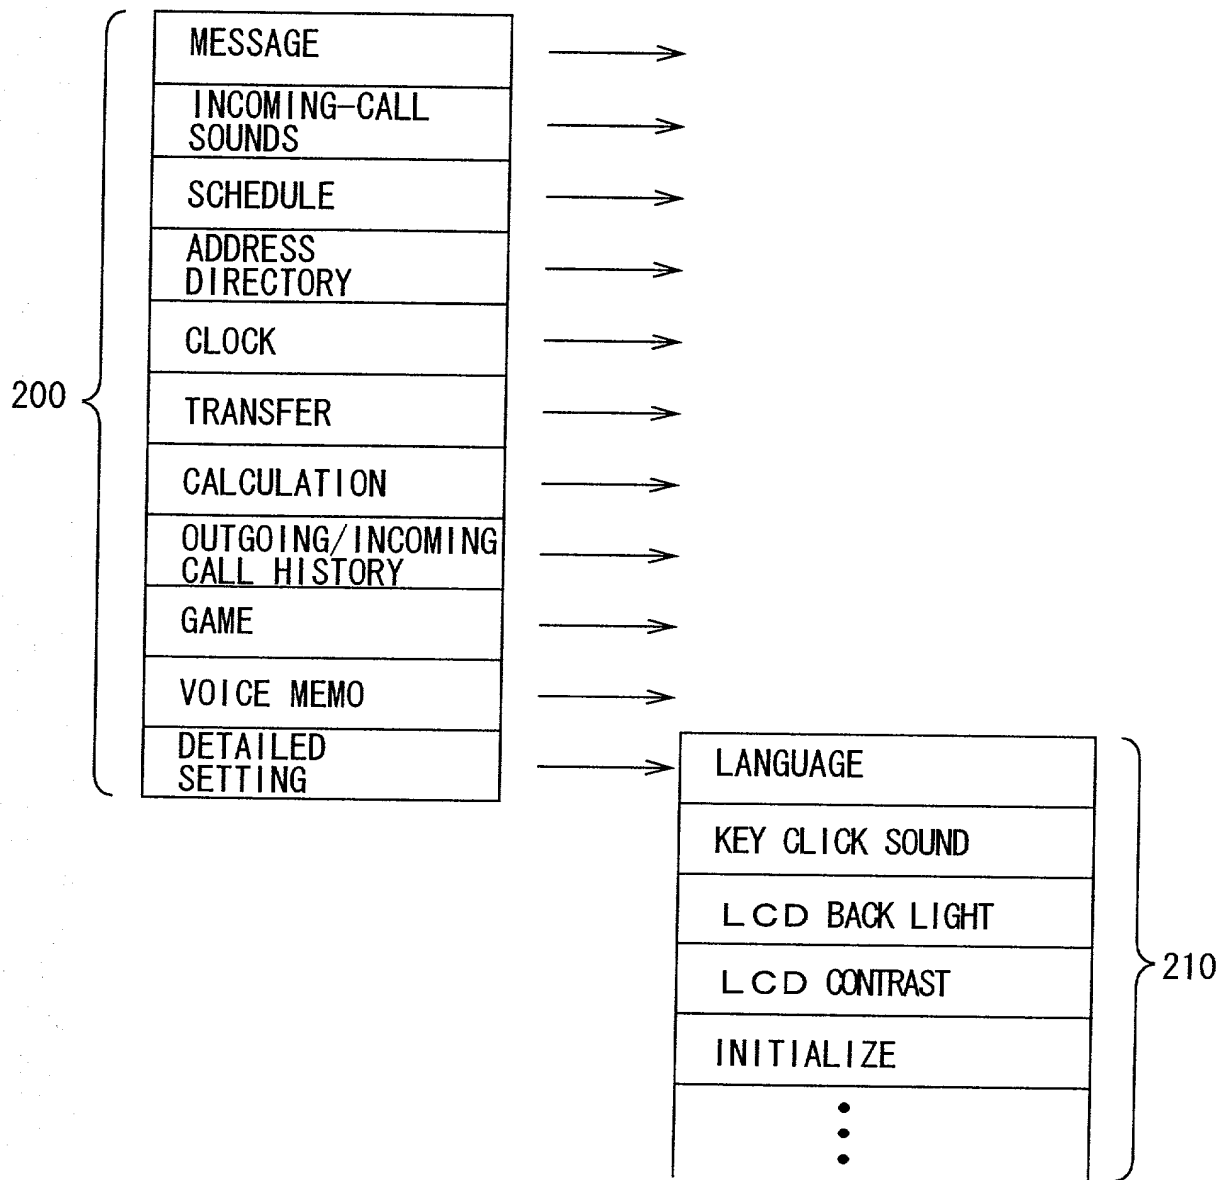 MESSAGE
INCOMING-CALL
SOUNDS
SCHEDULE
ADDRESS
DIRECTORY
CLOCK
200
TRANSFER
CALCULATION
OUTGOING/INCOMING
CALL HISTORY
GAME
VOICE MEMO
DETAILED
SETTING
LANGUAGE
KEY CLICK SOUND
LCD BACK LIGHT
LCD CONTRAST
210
INITIALIZE